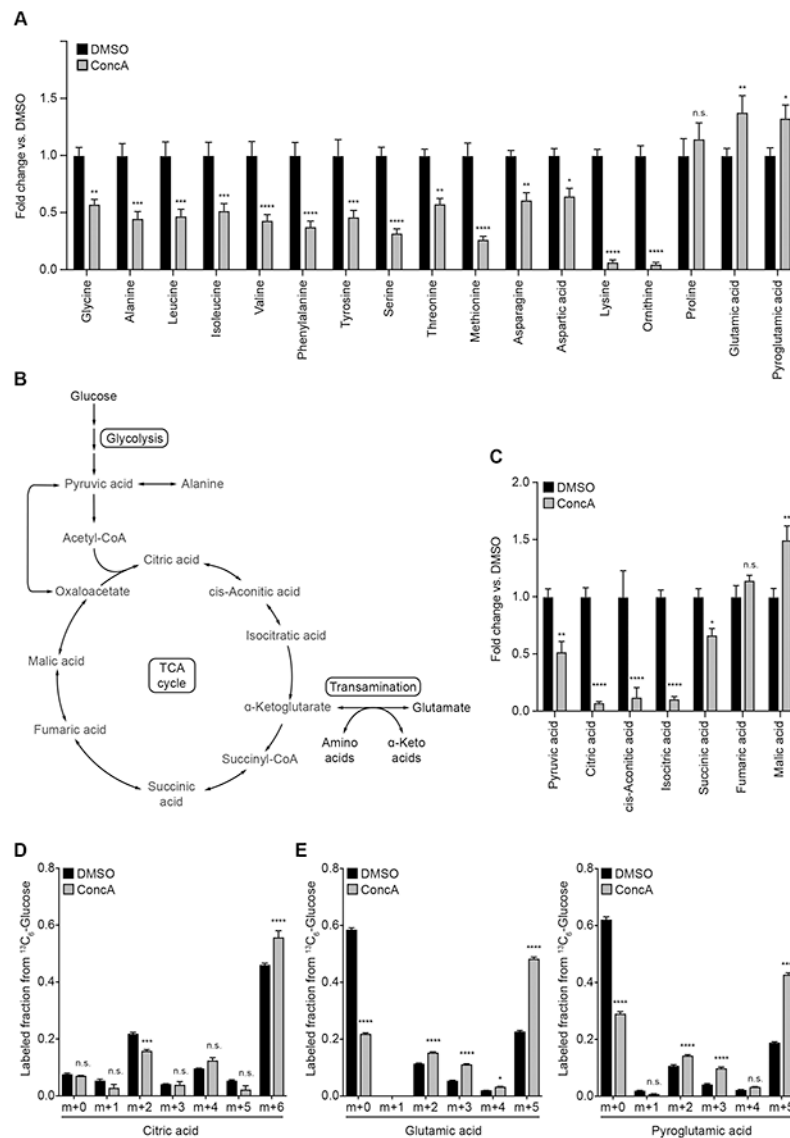 A
DMSO
ConcA
Fold change vs. DMSO
1.5
1.0
0.5
0.0
** *** *** *** **** **** *** **** ** **** ** * **** **** n.s. ** *
Glycine
Alanine
Leucine
Isoleucine
Valine
Phenylalanine
Tyrosine
Serine
Threonine
Methionine
Asparagine
Aspartic acid
Lysine
Ornithine
Proline
Glutamic acid
Pyroglutamic acid
B
Glucose
Glycolysis
Pyruvic acid
Alanine
Acetyl-CoA
Citric acid
Oxaloacetate
cis-Aconitic acid
Isocitratic acid
Malic acid
TCA
cycle
α-Ketoglutarate
Transamination
Glutamate
Fumaric acid
Amino
acids
α-Keto
acids
Succinyl-CoA
Succinic
acid
C
DMSO
ConcA
Fold change vs. DMSO
2.0
1.5
1.0
0.5
0.0
** **** **** **** * n.s. **
Pyruvic acid
Citric acid
cis-Aconitic acid
Isocitric acid
Succinic acid
Fumaric acid
Malic acid
D
DMSO
ConcA
Labeled fraction from ¹³C₆-Glucose
0.8
0.6
0.4
0.2
0.0
n.s. n.s. *** n.s. n.s. n.s. ****
m+0 m+1 m+2 m+3 m+4 m+5 m+6
Citric acid
E
DMSO
ConcA
Labeled fraction from ¹³C₆-Glucose
0.8
0.6
0.4
0.2
0.0
**** **** **** * ****
m+0 m+1 m+2 m+3 m+4 m+5
Glutamic acid
DMSO
ConcA
Labeled fraction from ¹³C₆-Glucose
0.8
0.6
0.4
0.2
0.0
**** n.s. **** **** n.s.
m+0 m+1 m+2 m+3 m+4 m+5
Pyroglutamic acid